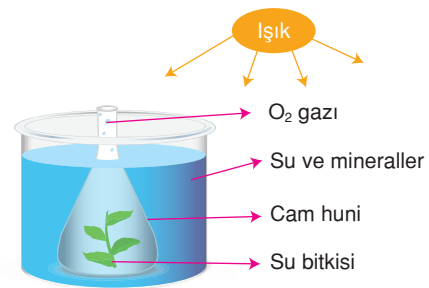 Işık
O₂ gazı
Su ve mineraller
Cam huni
Su bitkisi